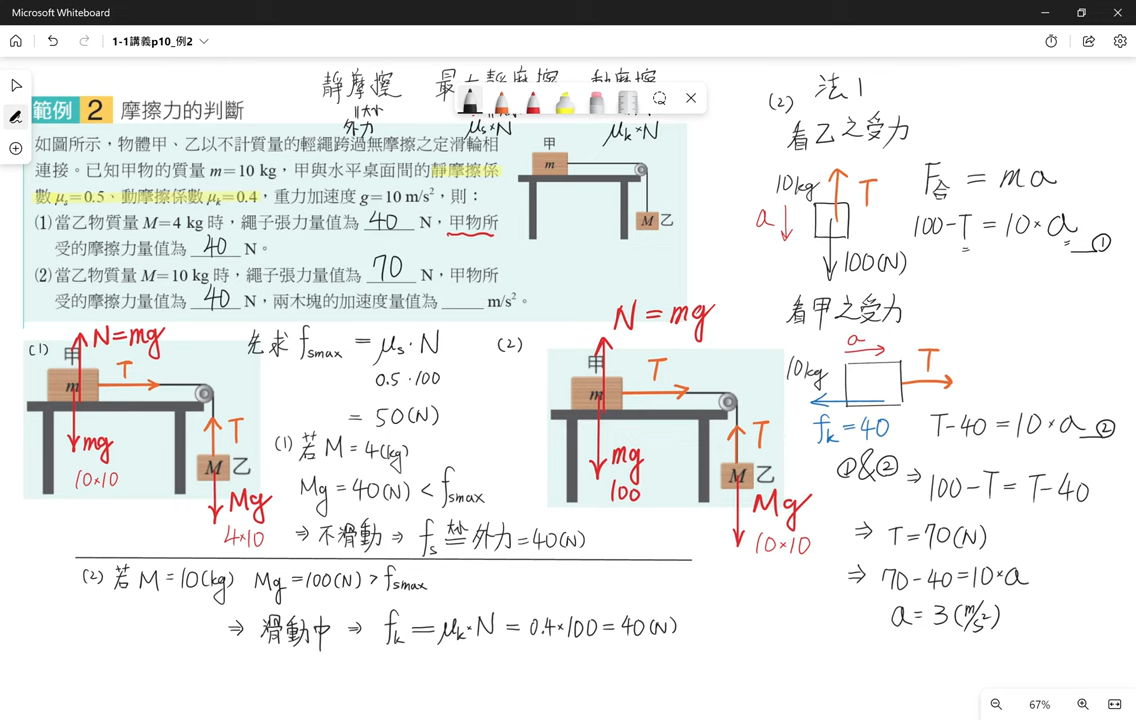 Microsoft Whiteboard
1-1講義p10_例2
靜摩擦
‖大小
外力
μs×N
μk×N
範例 2 摩擦力的判斷
如圖所示，物體甲、乙以不計質量的輕繩跨過無摩擦之定滑輪相
連接。已知甲物的質量 m=10 kg，甲與水平桌面間的靜摩擦係
數 μs=0.5、動摩擦係數 μk=0.4，重力加速度 g=10 m/s²，則：
(1) 當乙物質量 M=4 kg 時，繩子張力量值為 40 N，甲物所
受的摩擦力量值為 40 N。
(2) 當乙物質量 M=10 kg 時，繩子張力量值為 70 N，甲物所
受的摩擦力量值為 40 N，兩木塊的加速度量值為 ____ m/s²。
甲
m
M 乙
(1)
N=mg
甲
T
m
mg
10×10
T
M 乙
Mg
4×10
先求 fsmax = μs·N
0.5·100
= 50(N)
(1) 若 M=4(kg)
Mg=40(N) < fsmax
⇒ 不滑動 ⇒ fs 大小= 外力=40(N)
(2) 若 M=10(kg) Mg=100(N) > fsmax
⇒ 滑動中 ⇒ fk = μk×N = 0.4×100 = 40(N)
(2)
N = mg
甲
T
m
mg
100
T
M 乙
Mg
10×10
(2) 法1
看乙之受力
10kg
T
a
100(N)
F合 = ma
100-T = 10×a ①
看甲之受力
a
10kg
T
fk = 40
T-40 = 10×a ②
①&② ⇒ 100-T = T-40
⇒ T=70(N)
⇒ 70-40=10×a
a = 3 (m/s²)
67%